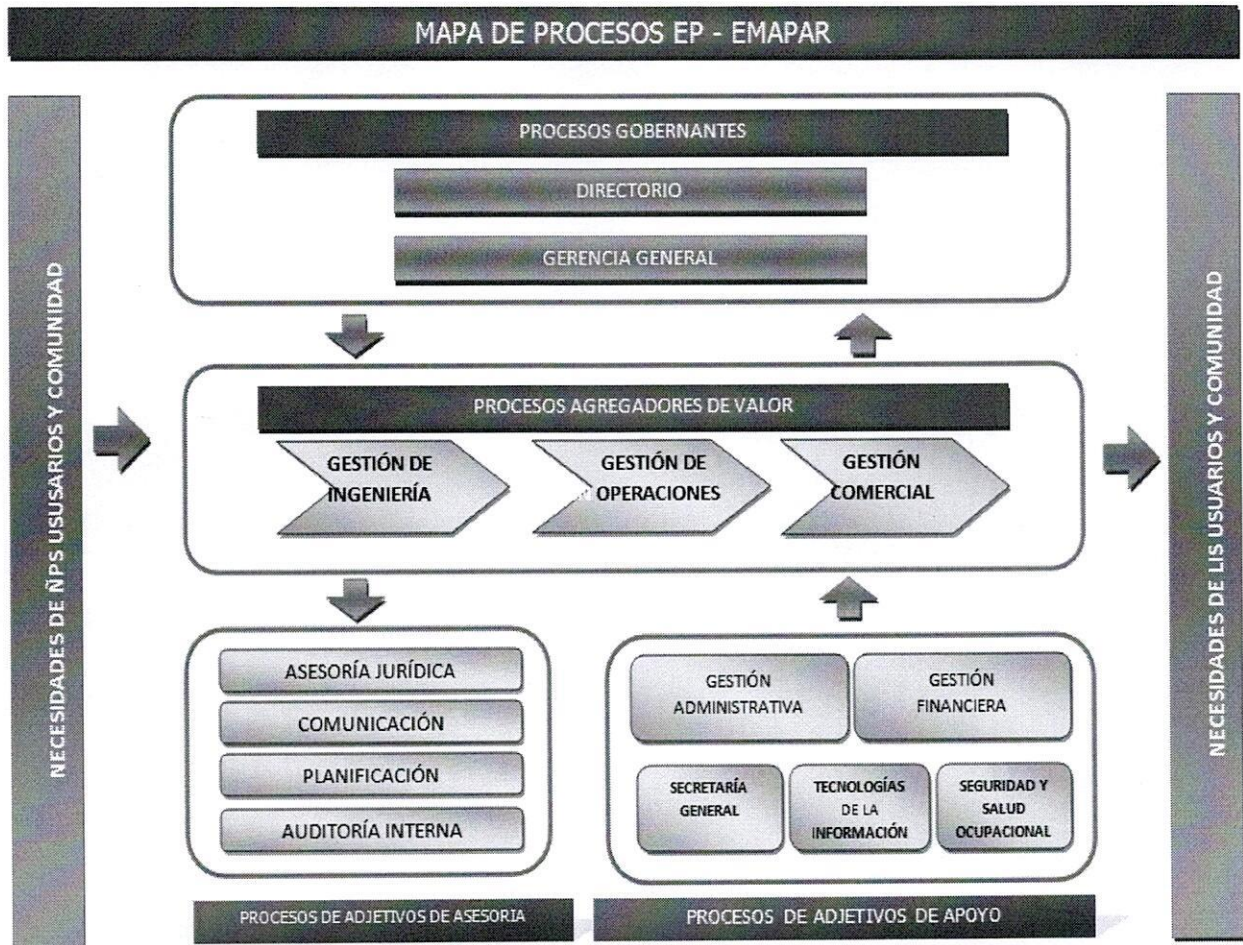 MAPA DE PROCESOS EP - EMAPAR
NECESIDADES DE ÑPS USUSARIOS Y COMUNIDAD
PROCESOS GOBERNANTES
DIRECTORIO
GERENCIA GENERAL
PROCESOS AGREGADORES DE VALOR
GESTIÓN DE
INGENIERÍA
GESTIÓN DE
OPERACIONES
GESTIÓN
COMERCIAL
ASESORÍA JURÍDICA
COMUNICACIÓN
PLANIFICACIÓN
AUDITORÍA INTERNA
PROCESOS DE ADJETIVOS DE ASESORIA
GESTIÓN
ADMINISTRATIVA
GESTIÓN
FINANCIERA
SECRETARÍA
GENERAL
TECNOLOGÍAS
DE LA
INFORMACIÓN
SEGURIDAD Y
SALUD
OCUPACIONAL
PROCESOS DE ADJETIVOS DE APOYO
NECESIDADES DE LIS USUARIOS Y COMUNIDAD